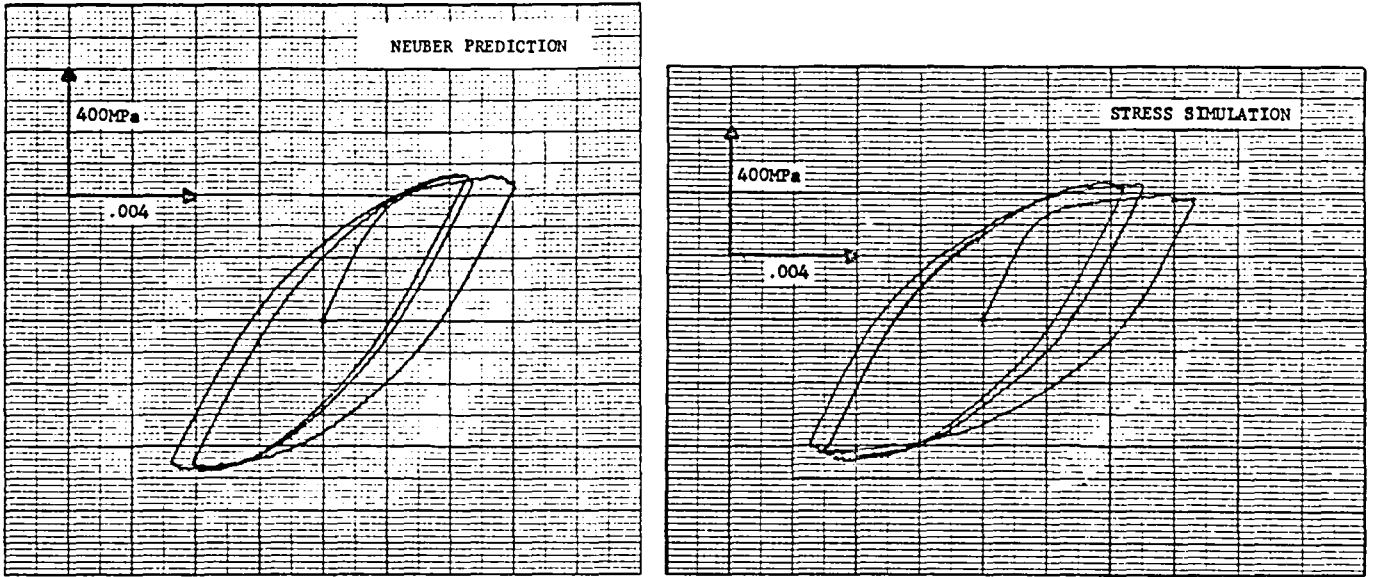 NEUBER PREDICTION
400MPa
.004
STRESS SIMULATION
400MPa
.004